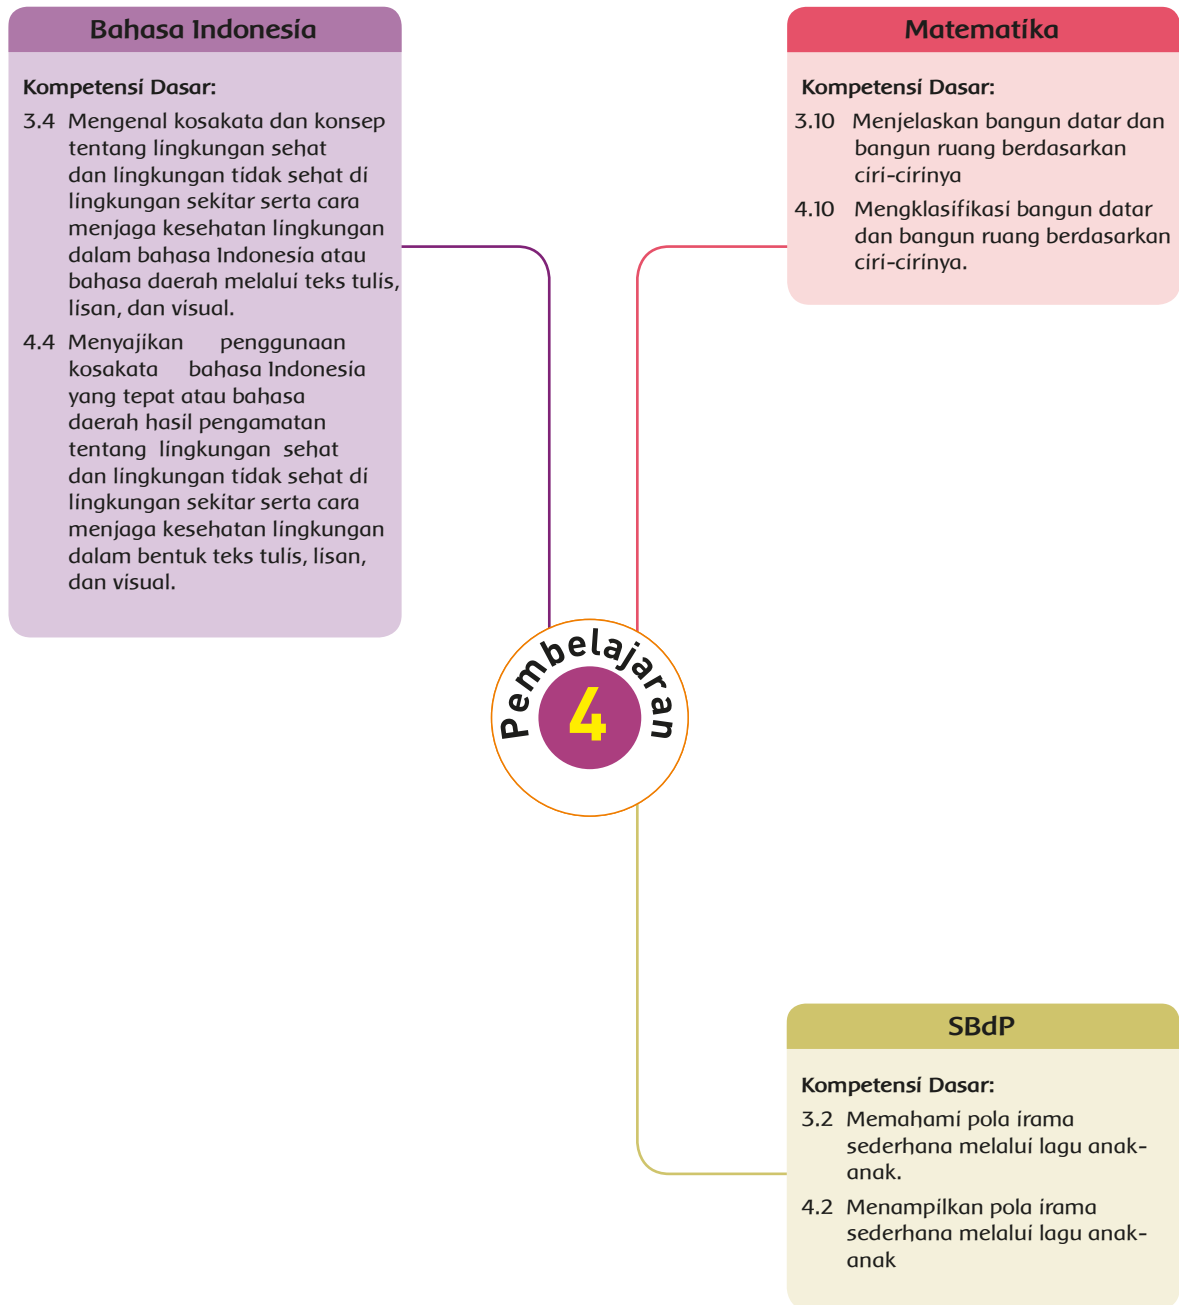 Bahasa Indonesia
Kompetensi Dasar:
3.4 Mengenal kosakata dan konsep
tentang lingkungan sehat
dan lingkungan tidak sehat di
lingkungan sekitar serta cara
menjaga kesehatan lingkungan
dalam bahasa Indonesia atau
bahasa daerah melalui teks tulis,
lisan, dan visual.
4.4 Menyajikan penggunaan
kosakata bahasa Indonesia
yang tepat atau bahasa
daerah hasil pengamatan
tentang lingkungan sehat
dan lingkungan tidak sehat di
lingkungan sekitar serta cara
menjaga kesehatan lingkungan
dalam bentuk teks tulis, lisan,
dan visual.
Matematika
Kompetensi Dasar:
3.10 Menjelaskan bangun datar dan
bangun ruang berdasarkan
ciri-cirinya
4.10 Mengklasifikasi bangun datar
dan bangun ruang berdasarkan
ciri-cirinya.
Pembelajaran
4
SBdP
Kompetensi Dasar:
3.2 Memahami pola irama
sederhana melalui lagu anak-
anak.
4.2 Menampilkan pola irama
sederhana melalui lagu anak-
anak